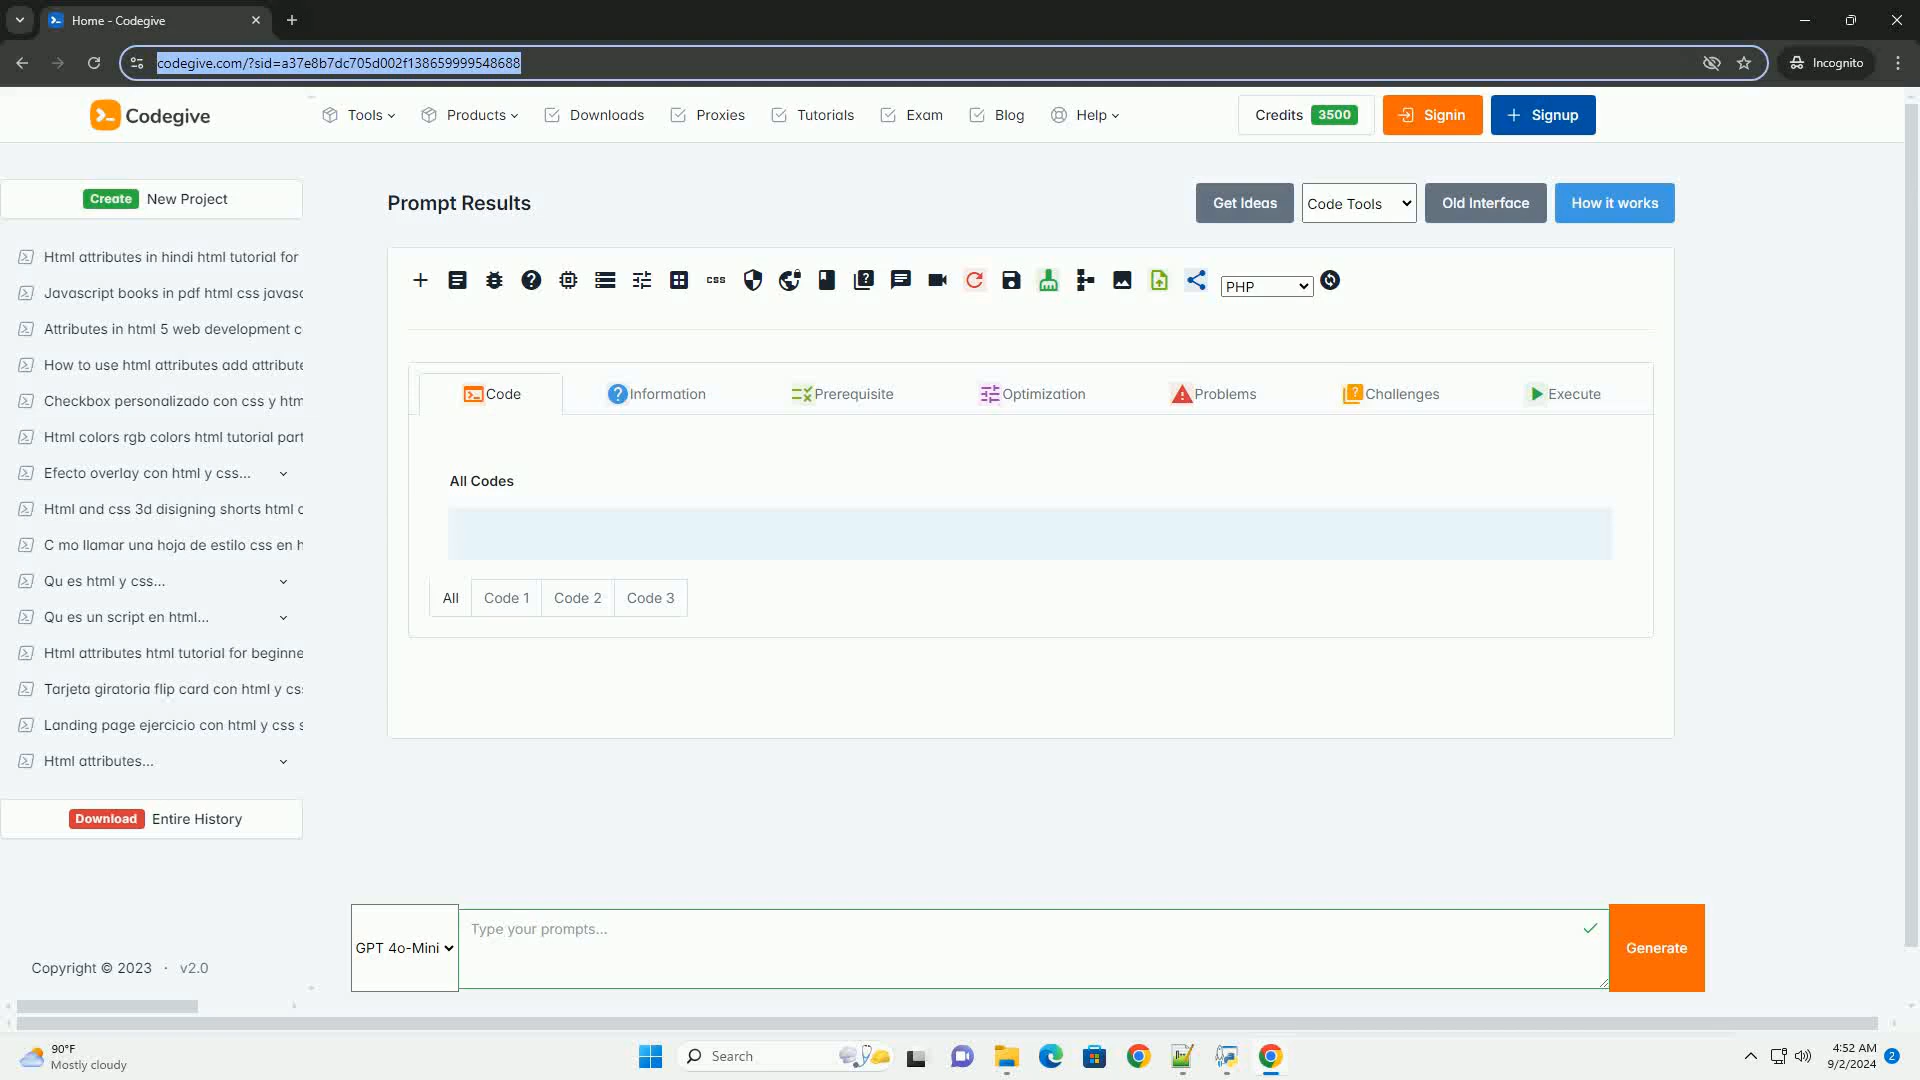 Home - Codegive
codegive.com/?sid=a37e8b7dc705d002f138659999548688
Incognito
Codegive
Tools
Products
Downloads
Proxies
Tutorials
Exam
Blog
Help
Credits 3500
Signin
Signup
Create New Project
Html attributes in hindi html tutorial for
Javascript books in pdf html css javasc
Attributes in html 5 web development c
How to use html attributes add attribute
Checkbox personalizado con css y htm
Html colors rgb colors html tutorial part
Efecto overlay con html y css...
Html and css 3d disigning shorts html c
C mo llamar una hoja de estilo css en h
Qu es html y css...
Qu es un script en html...
Html attributes html tutorial for beginne
Tarjeta giratoria flip card con html y cs
Landing page ejercicio con html y css s
Html attributes...
Download Entire History
Copyright © 2023 · v2.0
Prompt Results
Get Ideas
Code Tools
Old Interface
How it works
css
PHP
Code
Information
Prerequisite
Optimization
Problems
Challenges
Execute
All Codes
All
Code 1
Code 2
Code 3
GPT 4o-Mini
Type your prompts...
Generate
90°F
Mostly cloudy
Search
4:52 AM
9/2/2024
2